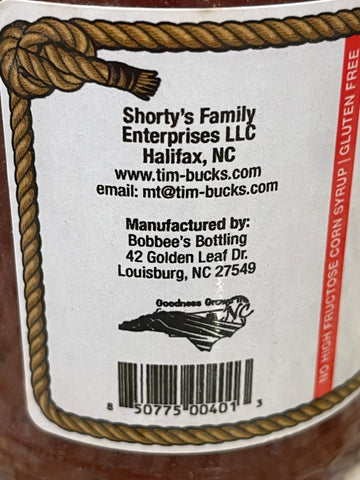 Shorty's Family
Enterprises LLC
Halifax, NC
www.tim-bucks.com
email: mt@tim-bucks.com
Manufactured by:
Bobbee's Bottling
42 Golden Leaf Dr.
Louisburg, NC 27549
Goodness Grows
NC
8 50775 00401 3
NO HIGH FRUCTOSE CORN SYRUP | GLUTEN FREE